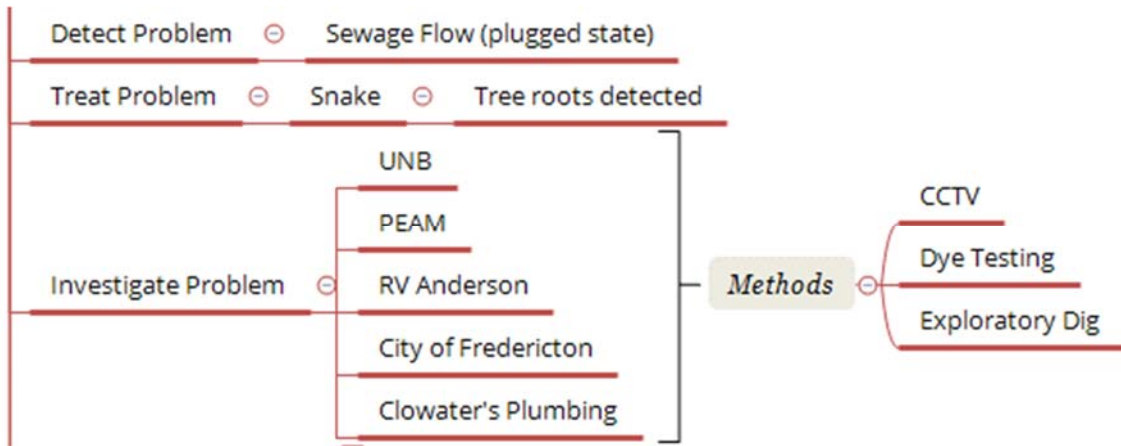 Detect Problem
Sewage Flow (plugged state)
Treat Problem
Snake
Tree roots detected
Investigate Problem
UNB
PEAM
RV Anderson
City of Fredericton
Clowater's Plumbing
Methods
CCTV
Dye Testing
Exploratory Dig